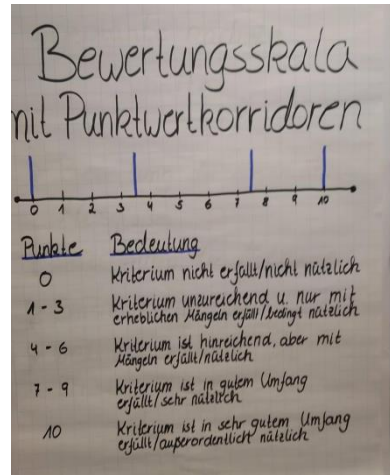 Bewertungsskala
mit Punktwertkorridoren
0 1 2 3 4 5 6 7 8 9 10
Punkte Bedeutung
0 Kriterium nicht erfüllt/nicht nützlich
1 - 3 Kriterium unzureichend u. nur mit
erheblichen Mängeln erfüllt/bedingt nützlich
4 - 6 Kriterium ist hinreichend, aber mit
Mängeln erfüllt/nützlich
7 - 9 Kriterium ist in gutem Umfang
erfüllt/sehr nützlich
10 Kriterium ist in sehr gutem Umfang
erfüllt/außerordentlich nützlich